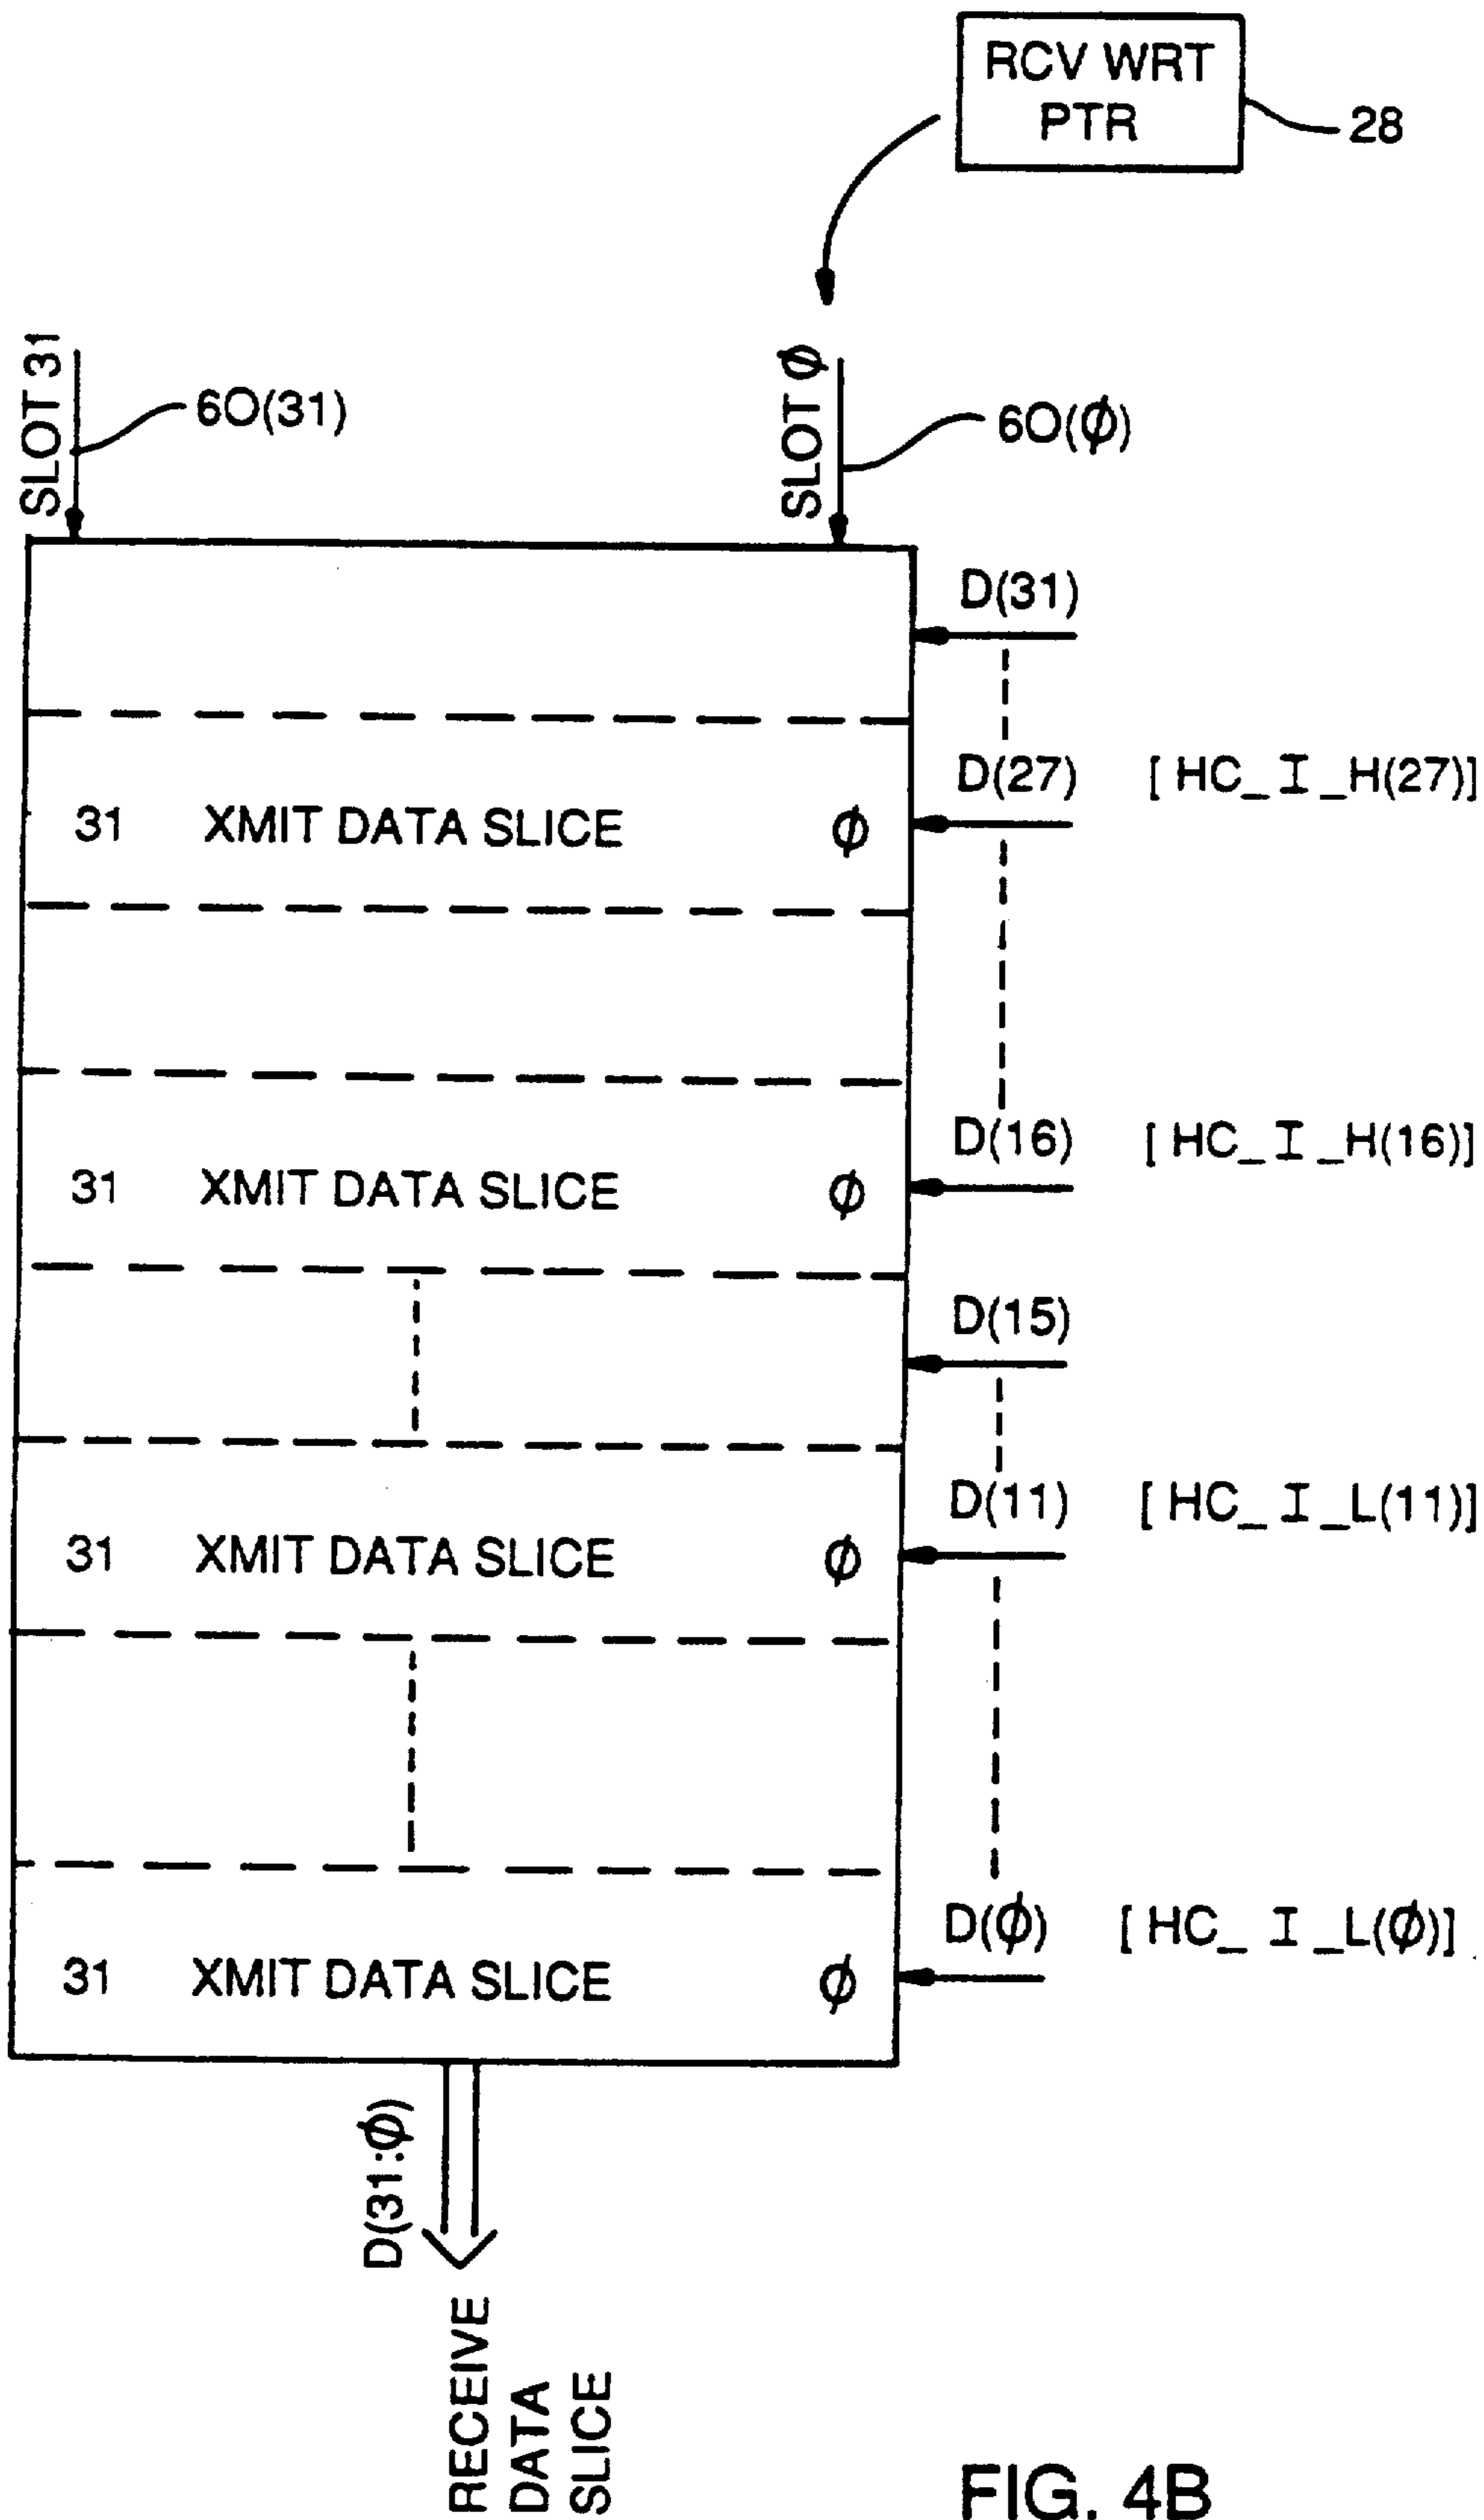 RCV WRT
PTR
28
SLOT 31
60(31)
SLOT ϕ
60(ϕ)
D(31)
D(27) [HC_I_H(27)]
31 XMIT DATA SLICE ϕ
D(16) [HC_I_H(16)]
31 XMIT DATA SLICE ϕ
D(15)
D(11) [HC_I_L(11)]
31 XMIT DATA SLICE ϕ
D(ϕ) [HC_I_L(ϕ)]
31 XMIT DATA SLICE ϕ
D(31:ϕ)
RECEIVE
DATA
SLICE
FIG. 4B